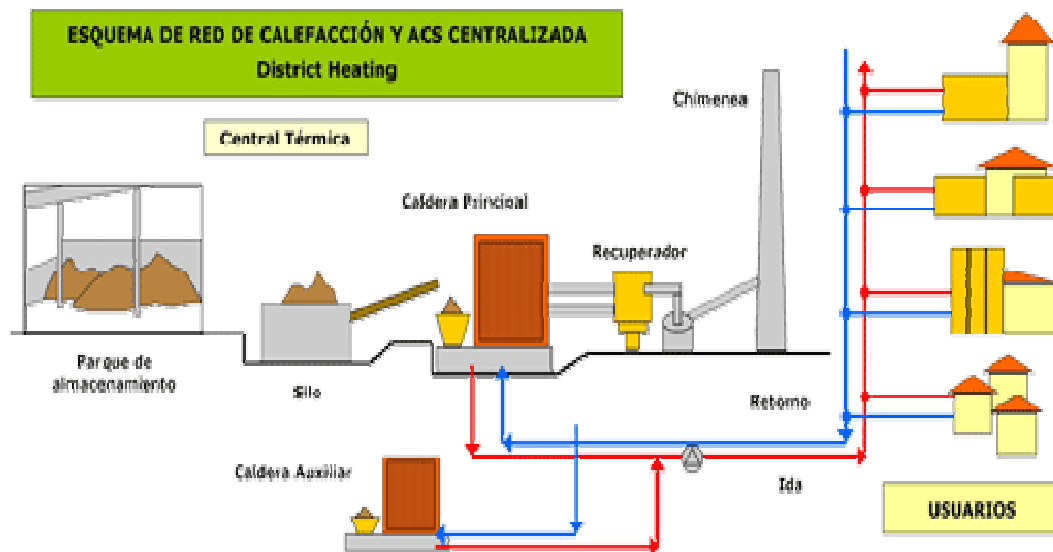 ESQUEMA DE RED DE CALEFACCIÓN Y ACS CENTRALIZADA
District Heating
Central Térmica
Chimenea
Caldera Principal
Recuperador
Parque de
almacenamiento
Silo
Retorno
Caldera Auxiliar
Ida
USUARIOS